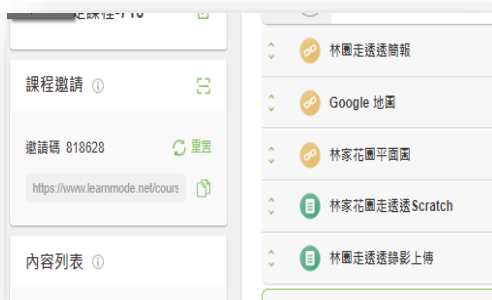 課程邀請
邀請碼 818628
重置
https://www.learnmode.net/cours
內容列表
林園走透透簡報
Google 地圖
林家花園平面圖
林家花園走透透Scratch
林園走透透錄影上傳